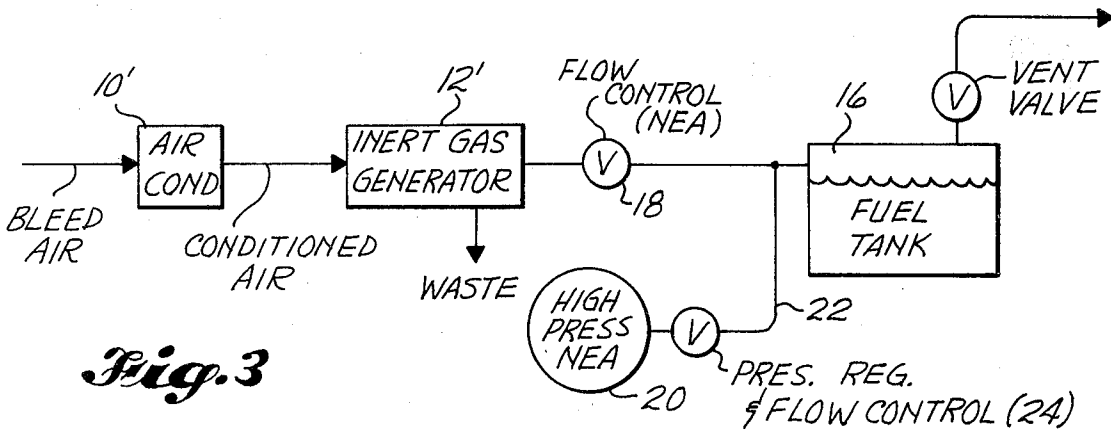 10'
AIR
COND
BLEED
AIR
CONDITIONED
AIR
12'
INERT GAS
GENERATOR
WASTE
FLOW
CONTROL
(NEA)
V
18
16
FUEL
TANK
V
VENT
VALVE
HIGH
PRESS
NEA
20
V
22
PRES. REG.
& FLOW CONTROL (24)
Fig. 3